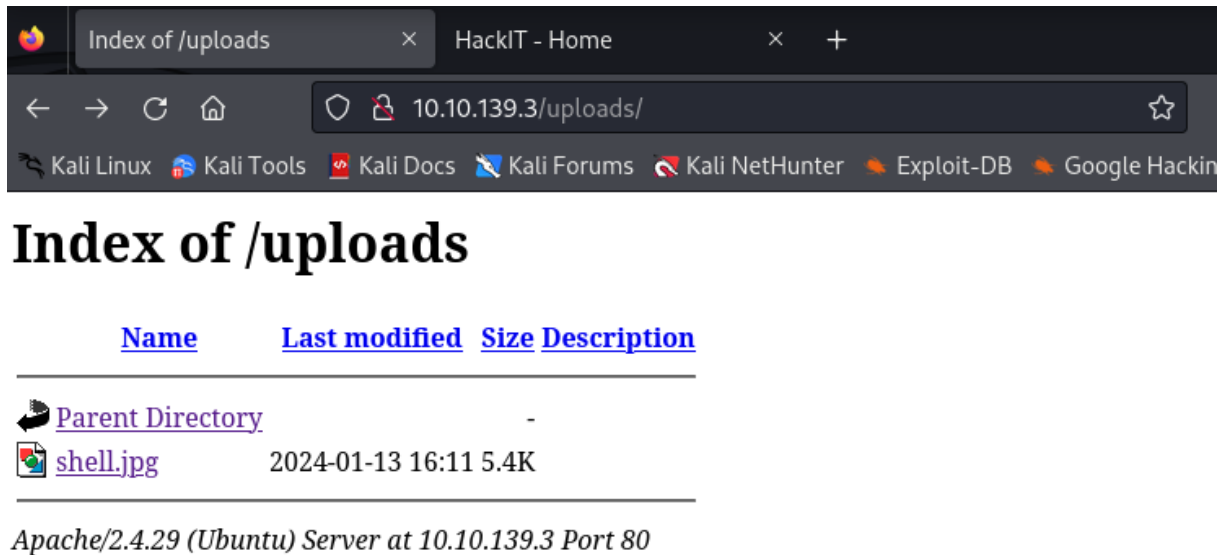 Index of /uploads × HackIT - Home × +
10.10.139.3/uploads/
Kali Linux Kali Tools Kali Docs Kali Forums Kali NetHunter Exploit-DB Google Hackin
Index of /uploads
Name Last modified Size Description
Parent Directory -
shell.jpg 2024-01-13 16:11 5.4K
Apache/2.4.29 (Ubuntu) Server at 10.10.139.3 Port 80